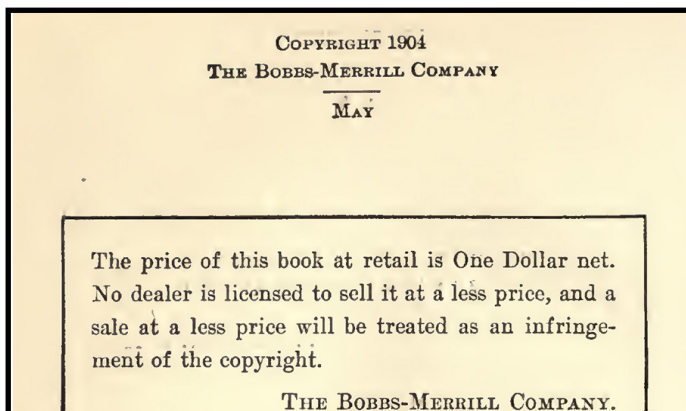 COPYRIGHT 1904
THE BOBBS-MERRILL COMPANY
MAY
The price of this book at retail is One Dollar net.
No dealer is licensed to sell it at a less price, and a
sale at a less price will be treated as an infringe-
ment of the copyright.
THE BOBBS-MERRILL COMPANY.